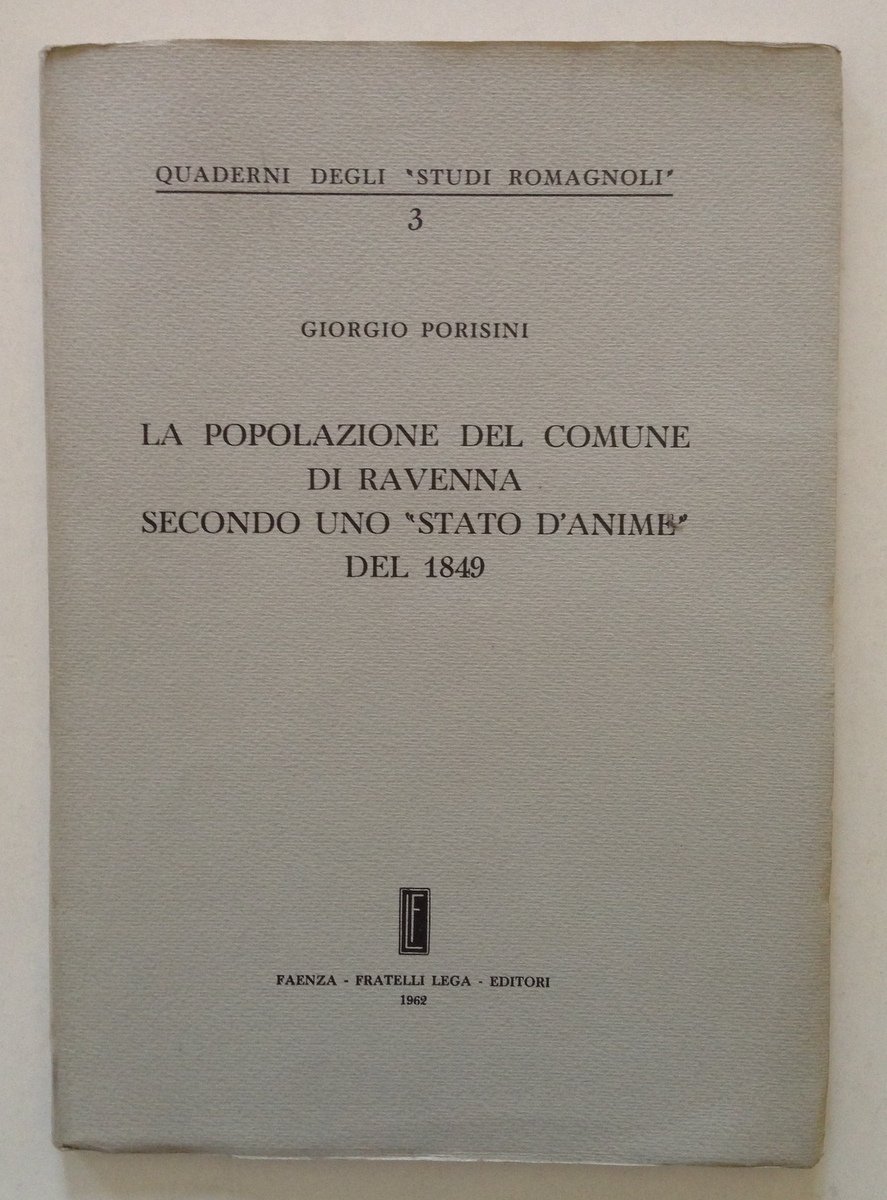 QUADERNI DEGLI "STUDI ROMAGNOLI"
3
GIORGIO PORISINI
LA POPOLAZIONE DEL COMUNE
DI RAVENNA
SECONDO UNO "STATO D'ANIME"
DEL 1849
LF
FAENZA - FRATELLI LEGA - EDITORI
1962